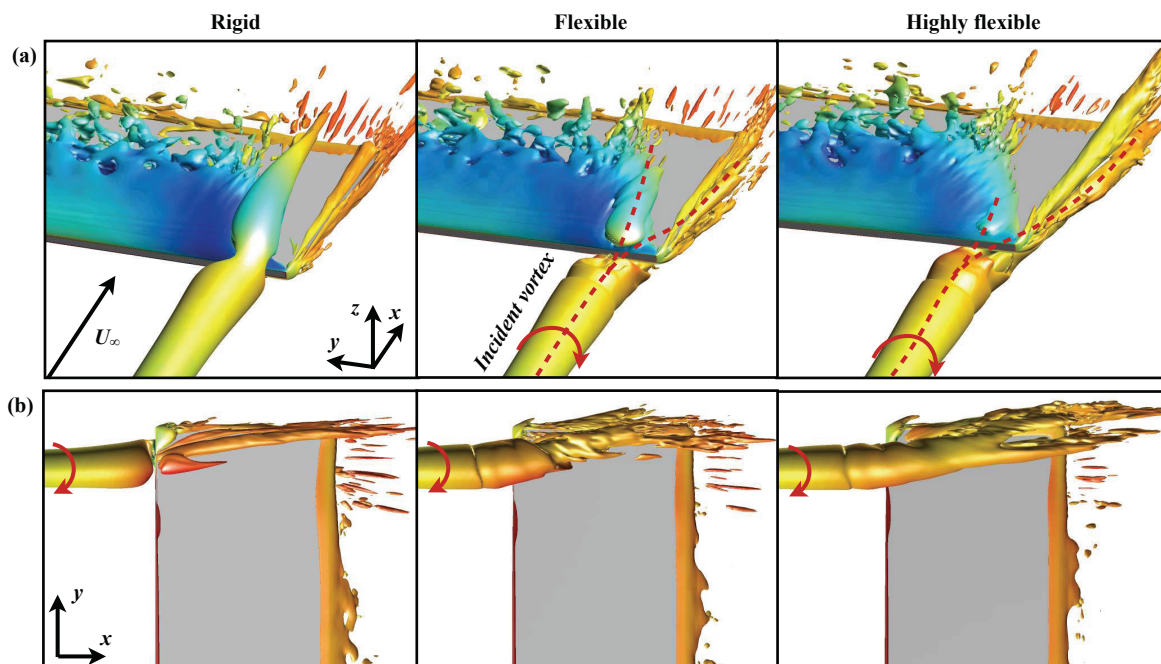 Rigid
Flexible
Highly flexible
(a)
U∞
z
x
y
Incident vortex
(b)
y
x